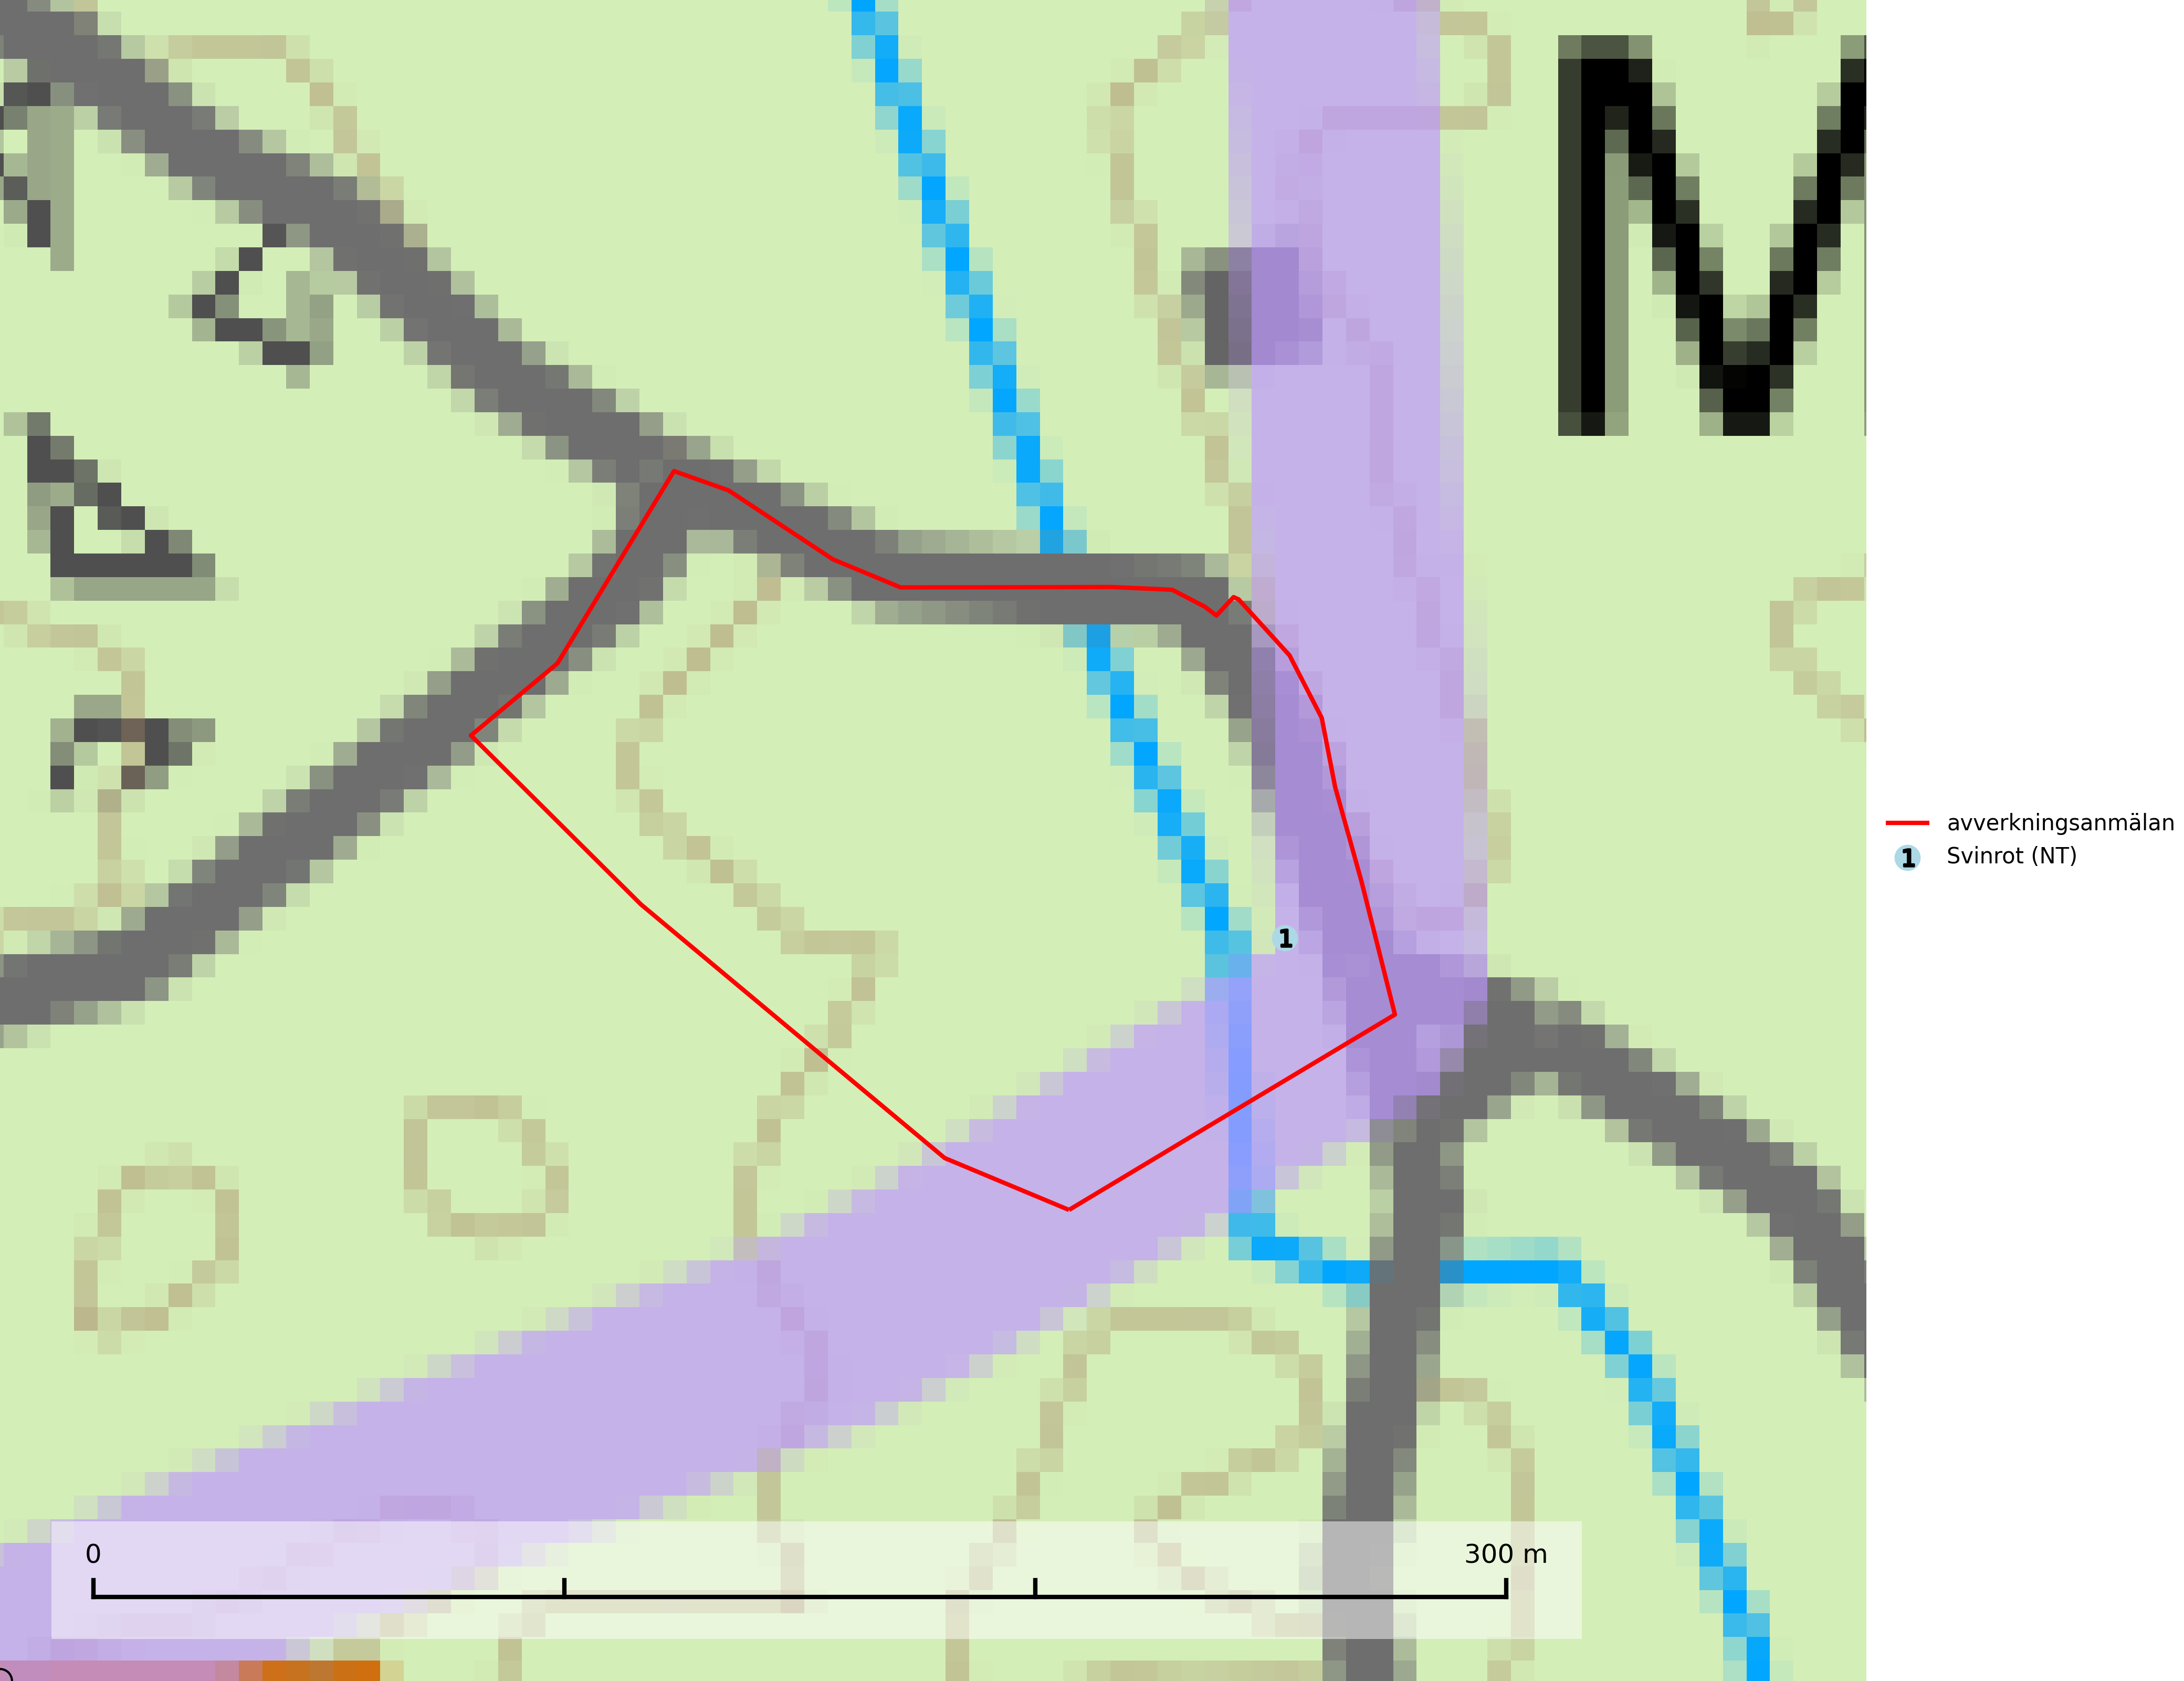 M
1
avverkningsanmälan
1 Svinrot (NT)
0 300 m